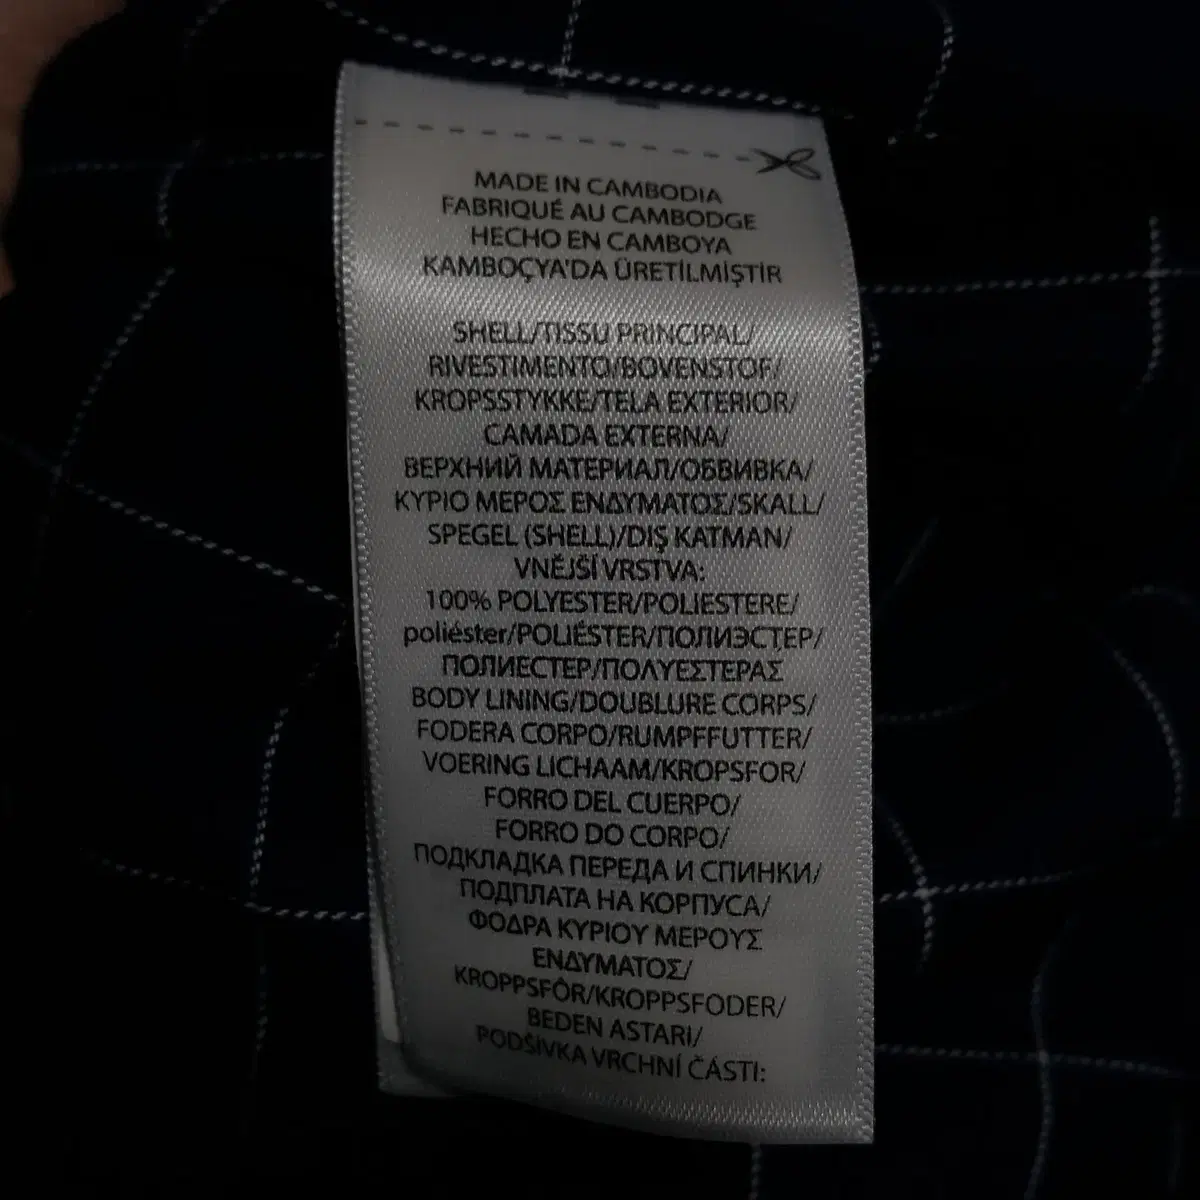 MADE IN CAMBODIA
FABRIQUÉ AU CAMBODGE
HECHO EN CAMBOYA
KAMBOÇYA'DA ÜRETİLMİŞTİR
SHELL/TISSU PRINCIPAL/
RIVESTIMENTO/BOVENSTOF/
KROPSSTYKKE/TELA EXTERIOR/
CAMADA EXTERNA/
ВЕРХНИЙ МАТЕРИАЛ/ОБВИВКА/
ΚΥΡΙΟ ΜΕΡΟΣ ΕΝΔΥΜΑΤΟΣ/SKALL/
SPEGEL (SHELL)/DIŞ KATMAN/
VNĚJŠÍ VRSTVA:
100% POLYESTER/POLIESTERE/
poliéster/POLIÉSTER/ПОЛИЭСТЕР/
ПОЛИЕСТЕР/ΠΟΛΥΕΣΤΕΡΑΣ
BODY LINING/DOUBLURE CORPS/
FODERA CORPO/RUMPFFUTTER/
VOERING LICHAAM/KROPSFOR/
FORRO DEL CUERPO/
FORRO DO CORPO/
ПОДКЛАДКА ПЕРЕДА И СПИНКИ/
ПОДПЛАТА НА КОРПУСА/
ΦΟΔΡΑ ΚΥΡΙΟΥ ΜΕΡΟΥΣ
ΕΝΔΥΜΑΤΟΣ/
KROPPSFÔR/KROPPSFODER/
BEDEN ASTARI/
PODŠÍVKA VRCHNÍ ČÁSTI: